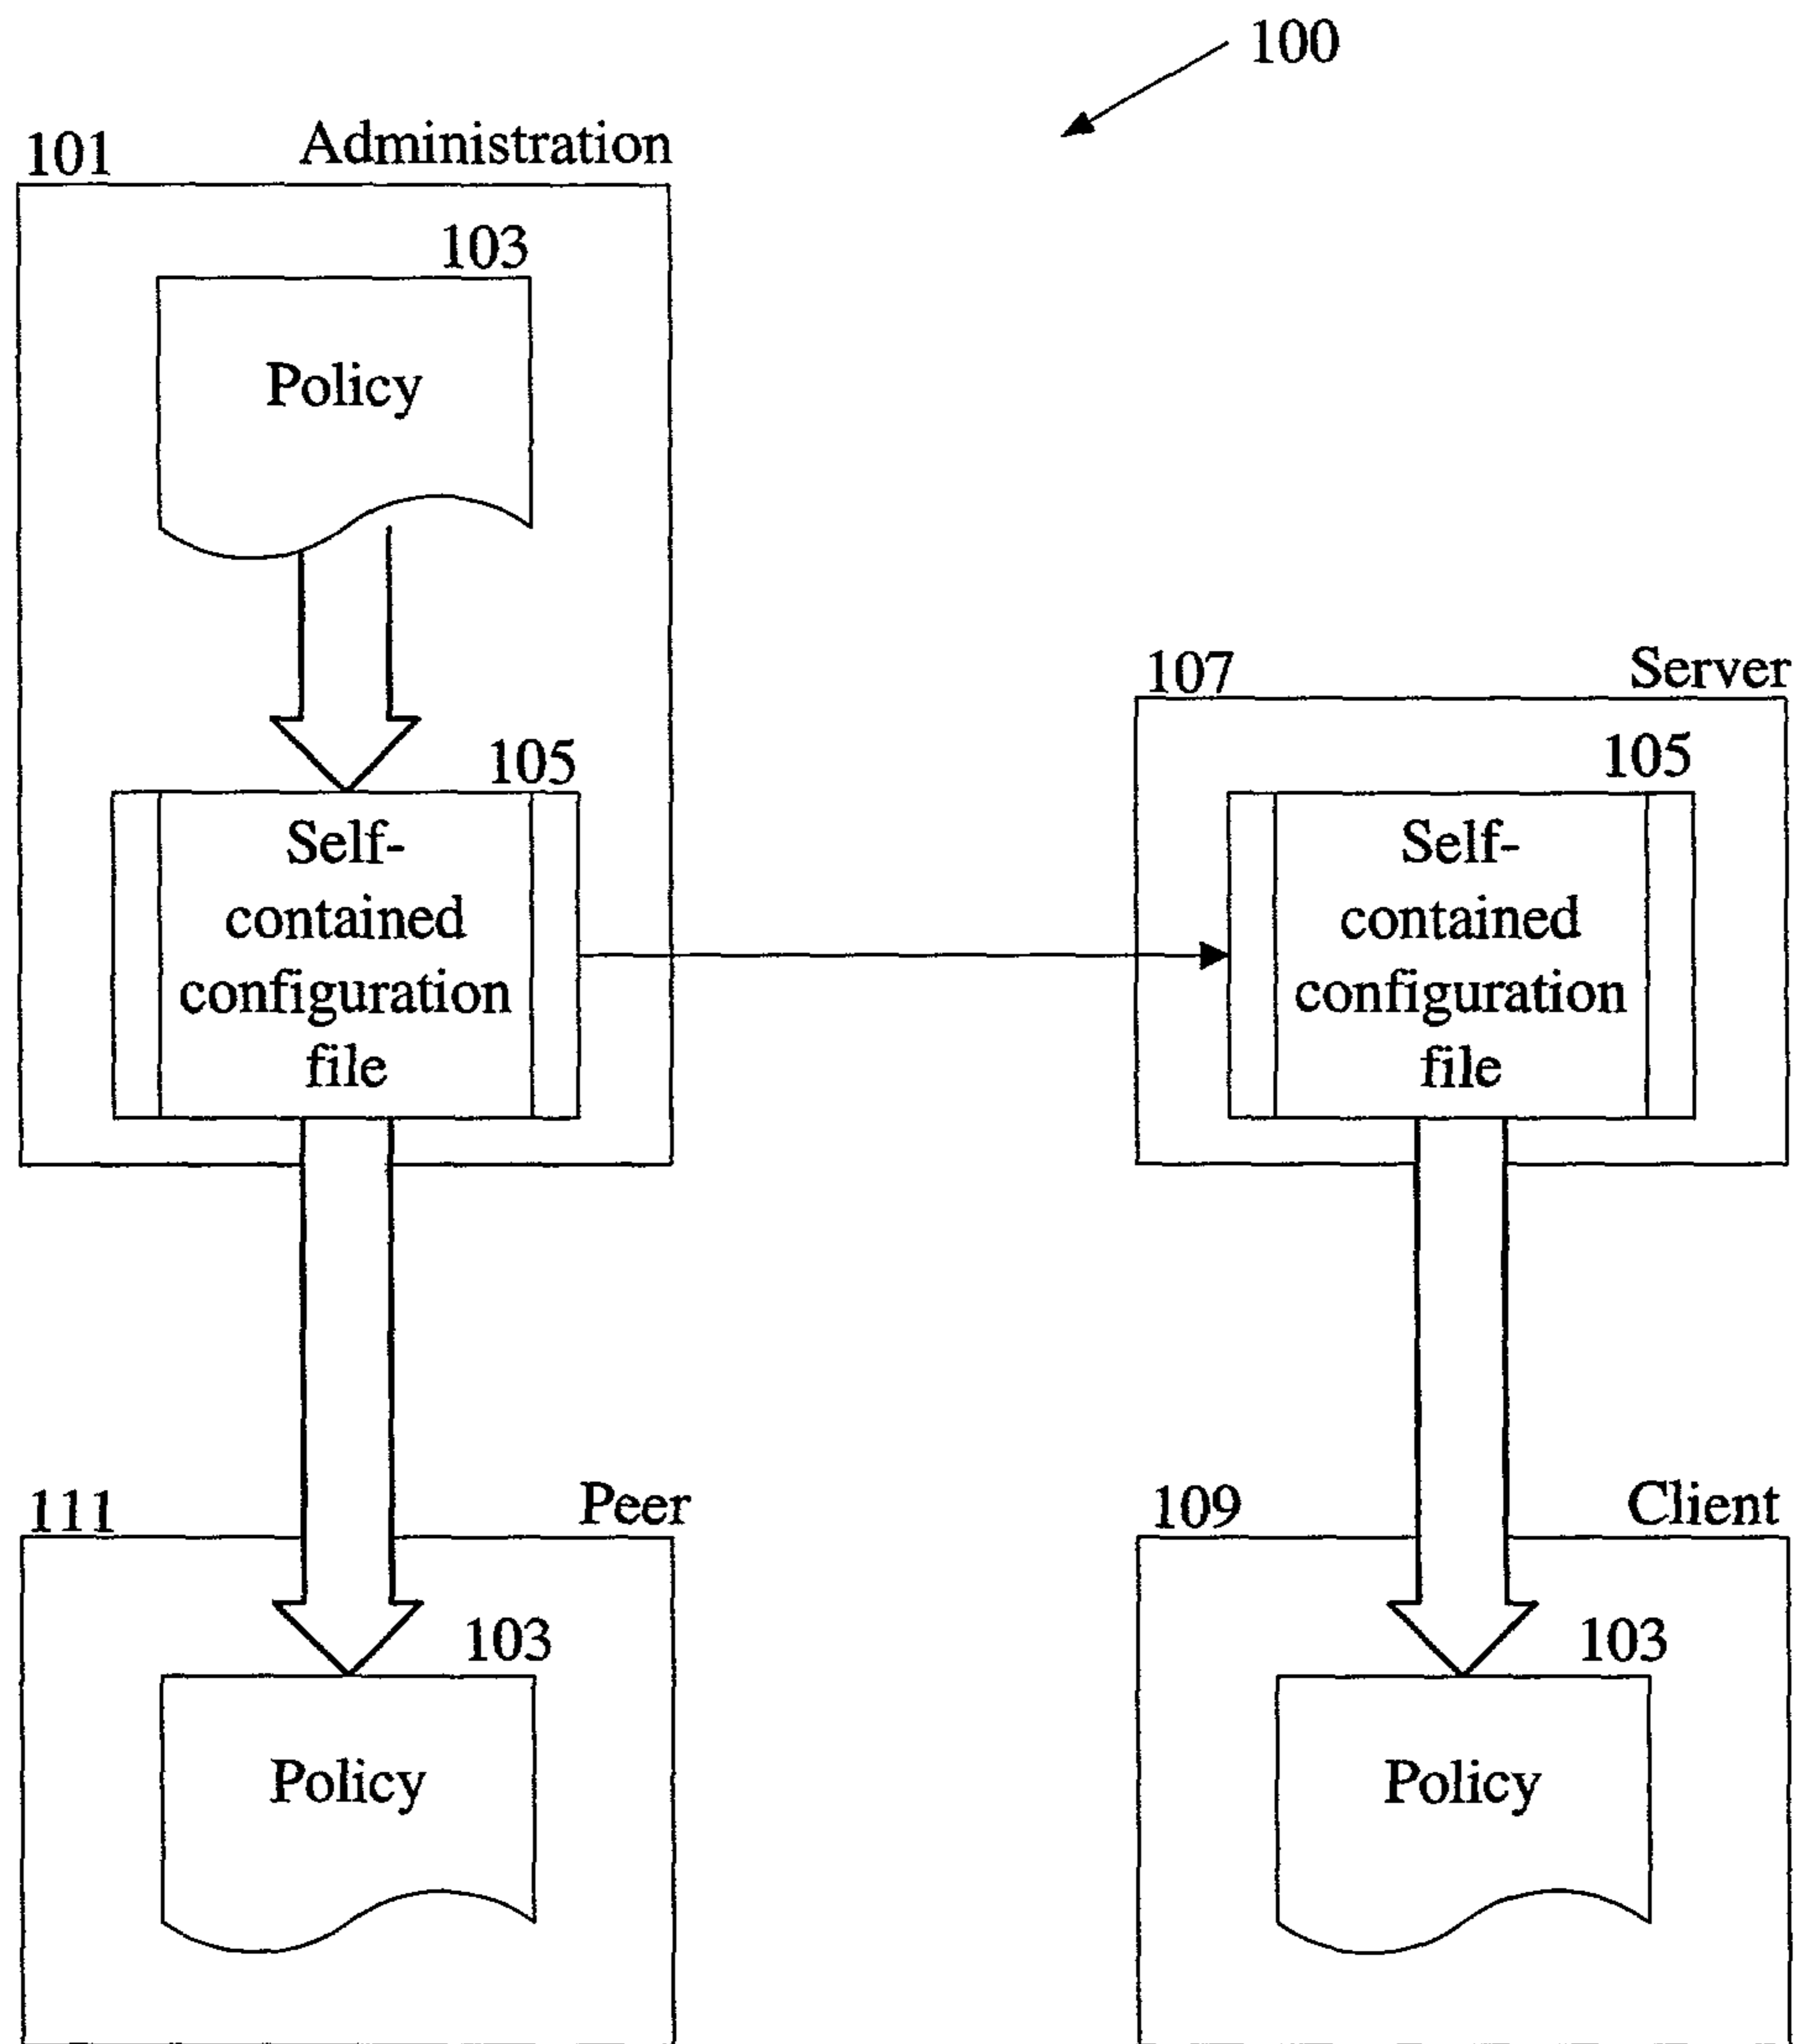 100
101 Administration
103
Policy
107 Server
105
Self-
contained
configuration
file
105
Self-
contained
configuration
file
111 Peer
103
Policy
109 Client
103
Policy